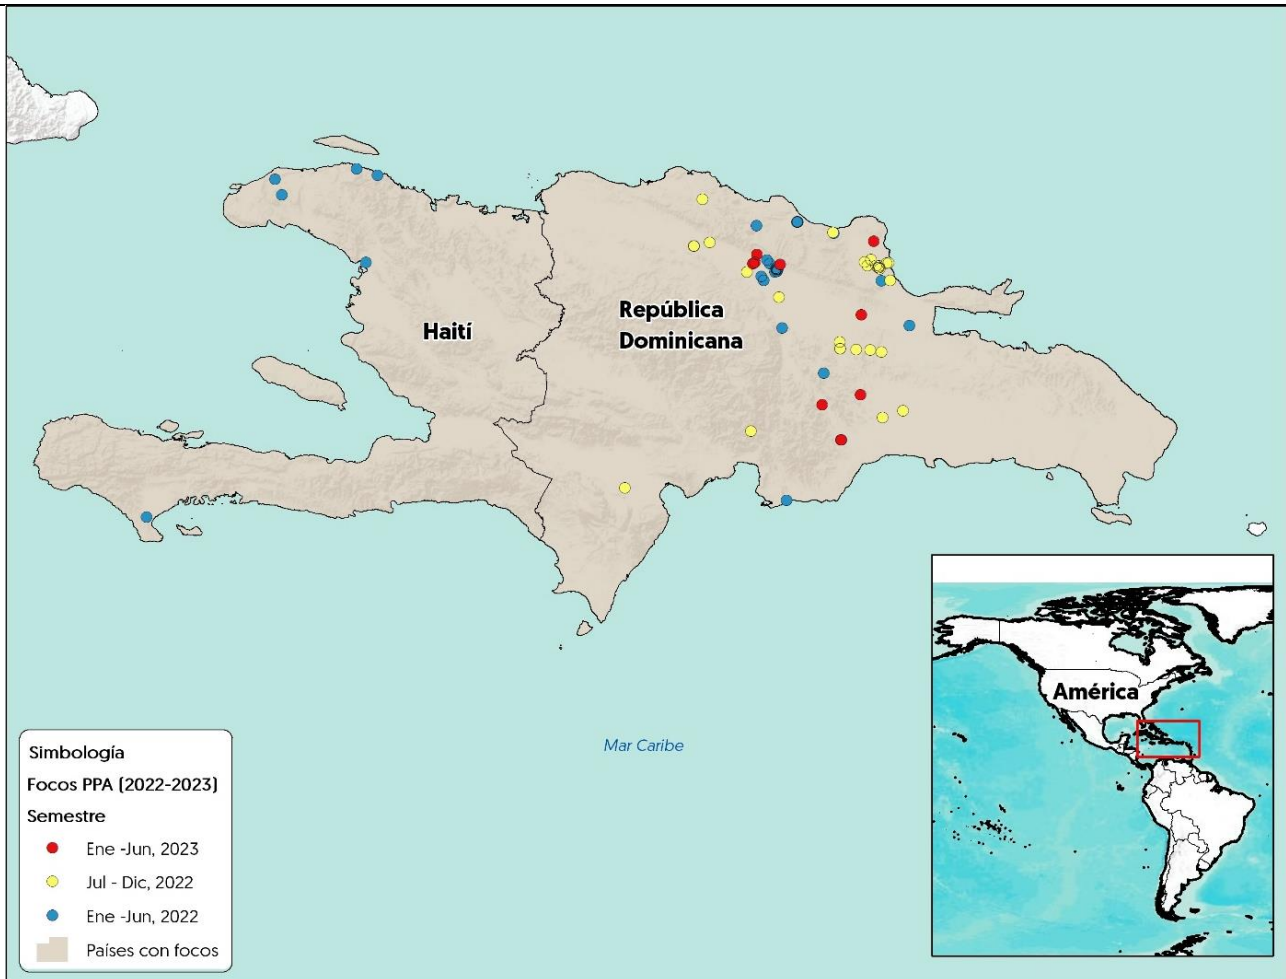 Haití
República
Dominicana
Mar Caribe
América
Simbología
Focos PPA (2022-2023)
Semestre
Ene -Jun, 2023
Jul - Dic, 2022
Ene -Jun, 2022
Países con focos